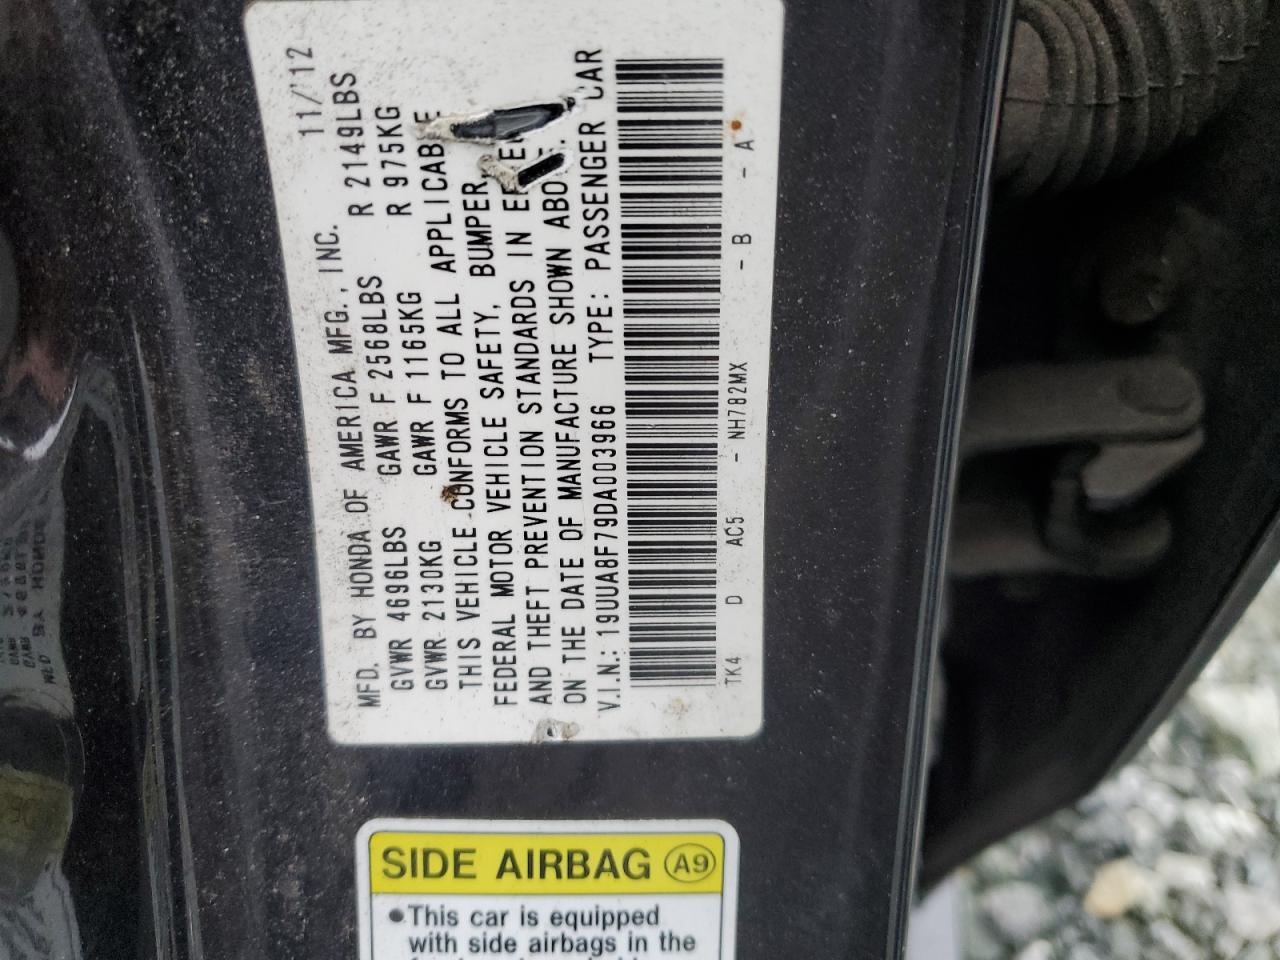 MFD. BY HONDA OF AMERICA MFG., INC. 11/'12
GVWR 4696LBS GAWR F 2568LBS R 2149LBS
GVWR 2130KG GAWR F 1165KG R 975KG
THIS VEHICLE CONFORMS TO ALL APPLICABLE
FEDERAL MOTOR VEHICLE SAFETY, BUMPER,
AND THEFT PREVENTION STANDARDS IN
ON THE DATE OF MANUFACTURE SHOWN ABO
V.I.N.: 19UUA8F79DA003966 TYPE: PASSENGER CAR
TK4 D AC5 - NH782MX - B - A
SIDE AIRBAG A9
•This car is equipped
with side airbags in the